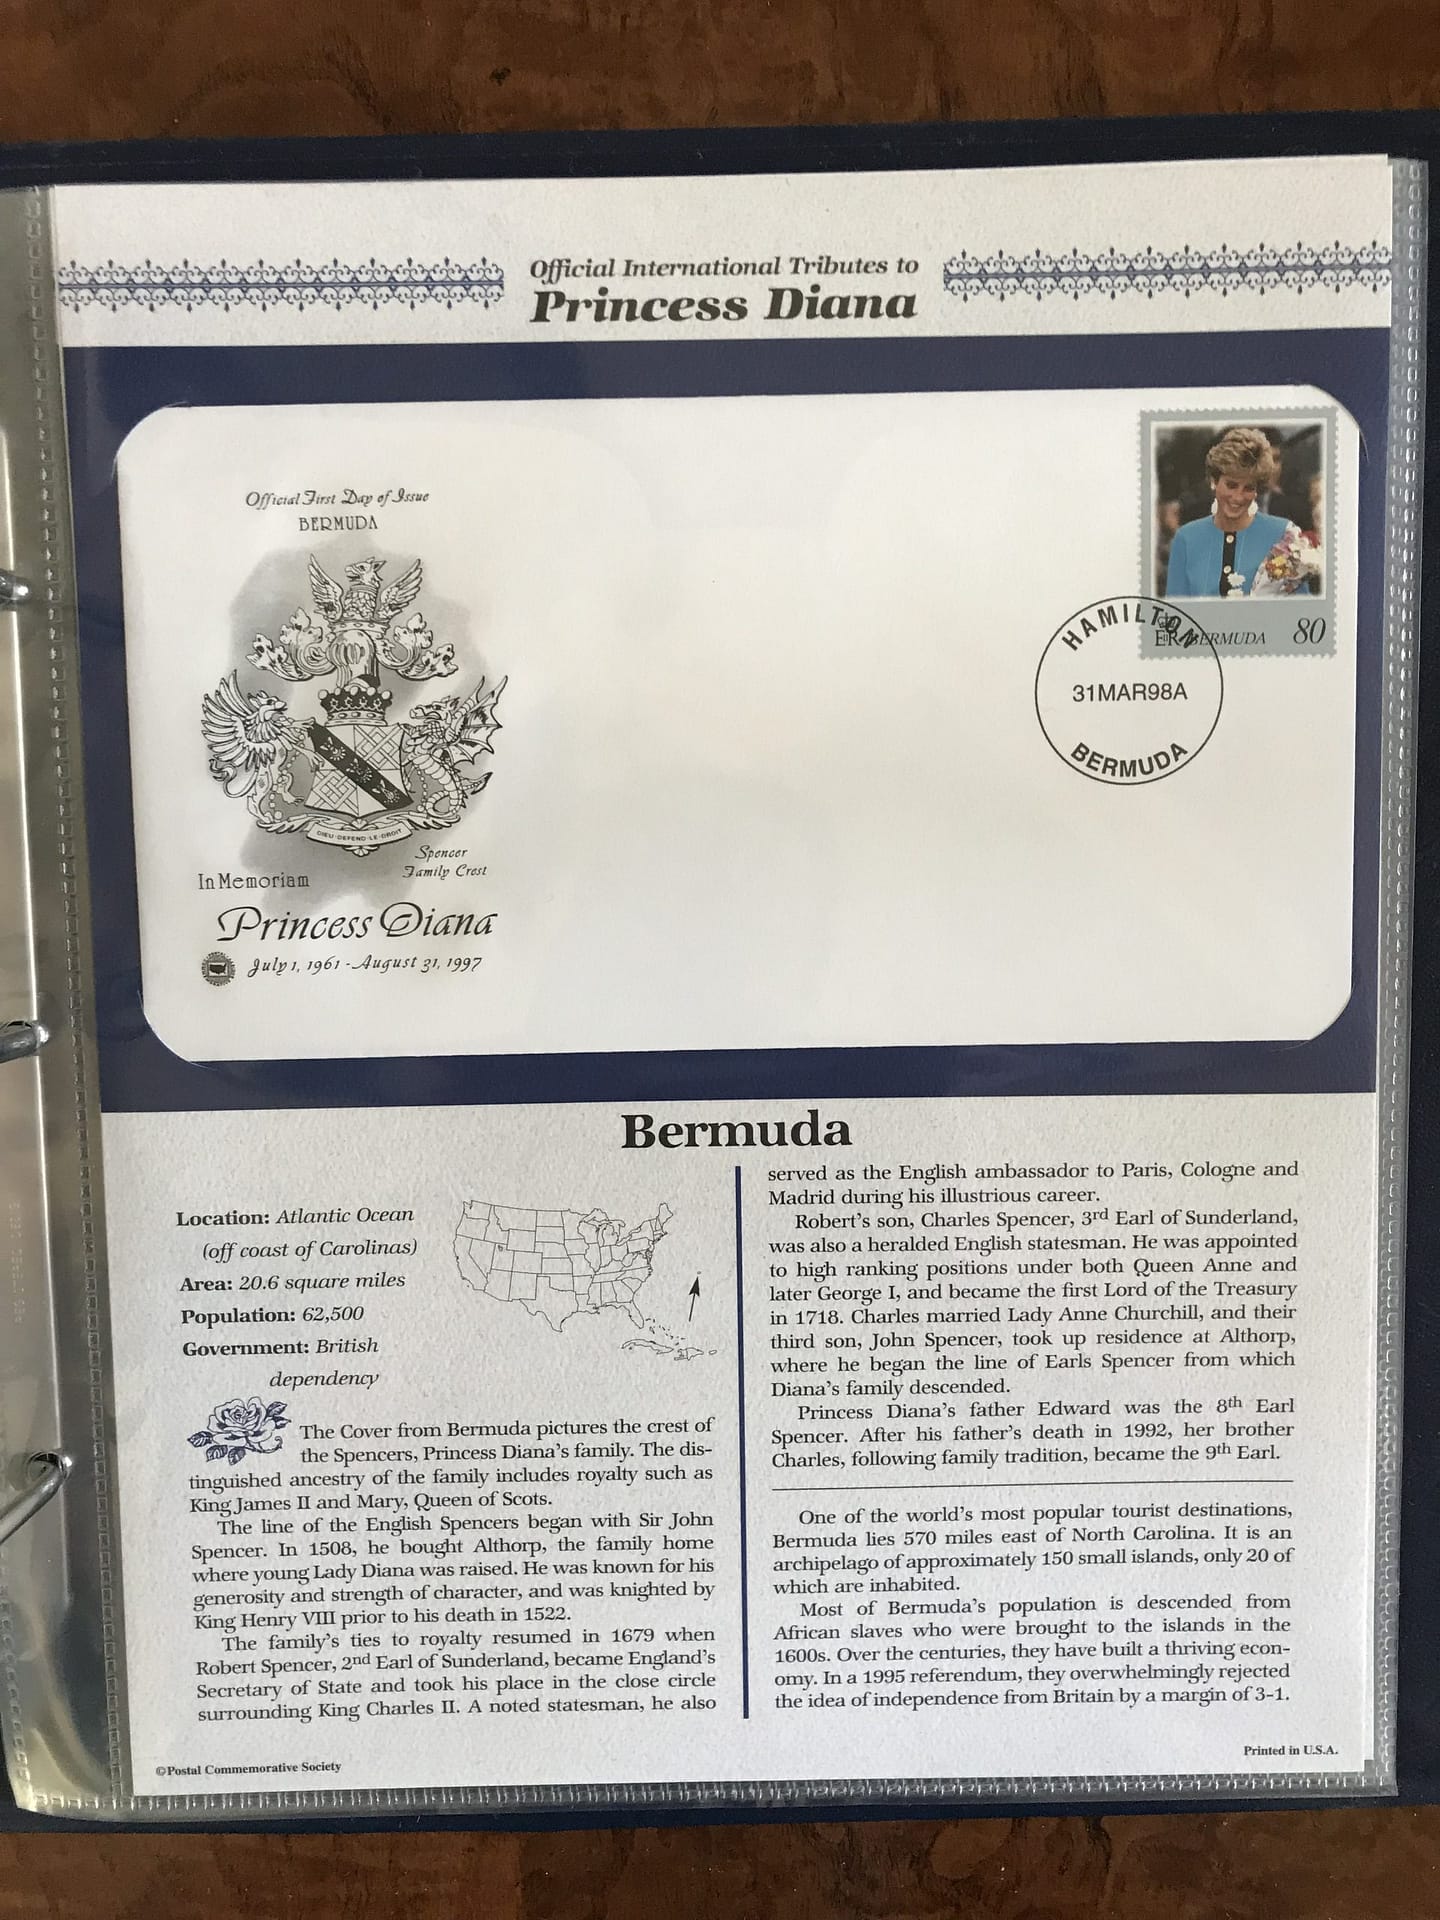 Official International Tributes to
Princess Diana
Official First Day of Issue
BERMUDA
DIEU·DEFEND·LE·DROIT
Spencer
Family Crest
In Memoriam
Princess Diana
July 1, 1961 - August 31, 1997
ER BERMUDA 80
HAMILTON
31MAR98A
BERMUDA
Bermuda
Location: Atlantic Ocean
(off coast of Carolinas)
Area: 20.6 square miles
Population: 62,500
Government: British
dependency
The Cover from Bermuda pictures the crest of
the Spencers, Princess Diana's family. The dis-
tinguished ancestry of the family includes royalty such as
King James II and Mary, Queen of Scots.
The line of the English Spencers began with Sir John
Spencer. In 1508, he bought Althorp, the family home
where young Lady Diana was raised. He was known for his
generosity and strength of character, and was knighted by
King Henry VIII prior to his death in 1522.
The family's ties to royalty resumed in 1679 when
Robert Spencer, 2nd Earl of Sunderland, became England's
Secretary of State and took his place in the close circle
surrounding King Charles II. A noted statesman, he also
served as the English ambassador to Paris, Cologne and
Madrid during his illustrious career.
Robert's son, Charles Spencer, 3rd Earl of Sunderland,
was also a heralded English statesman. He was appointed
to high ranking positions under both Queen Anne and
later George I, and became the first Lord of the Treasury
in 1718. Charles married Lady Anne Churchill, and their
third son, John Spencer, took up residence at Althorp,
where he began the line of Earls Spencer from which
Diana's family descended.
Princess Diana's father Edward was the 8th Earl
Spencer. After his father's death in 1992, her brother
Charles, following family tradition, became the 9th Earl.
One of the world's most popular tourist destinations,
Bermuda lies 570 miles east of North Carolina. It is an
archipelago of approximately 150 small islands, only 20 of
which are inhabited.
Most of Bermuda's population is descended from
African slaves who were brought to the islands in the
1600s. Over the centuries, they have built a thriving econ-
omy. In a 1995 referendum, they overwhelmingly rejected
the idea of independence from Britain by a margin of 3-1.
©Postal Commemorative Society
Printed in U.S.A.